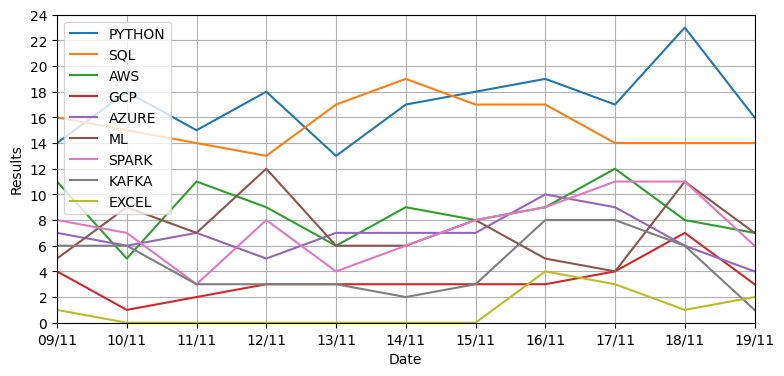 24
22
20
18
16
14
12
10
8
6
4
2
0
Results
PYTHON
SQL
AWS
GCP
AZURE
ML
SPARK
KAFKA
EXCEL
09/11 10/11 11/11 12/11 13/11 14/11 15/11 16/11 17/11 18/11 19/11
Date